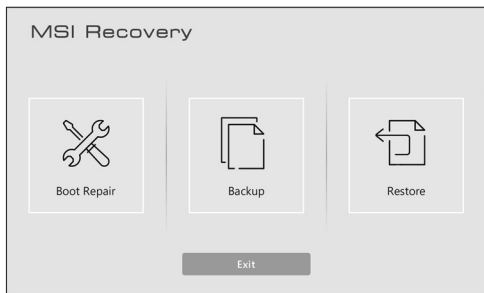 MSI Recovery
Boot Repair
Backup
Restore
Exit